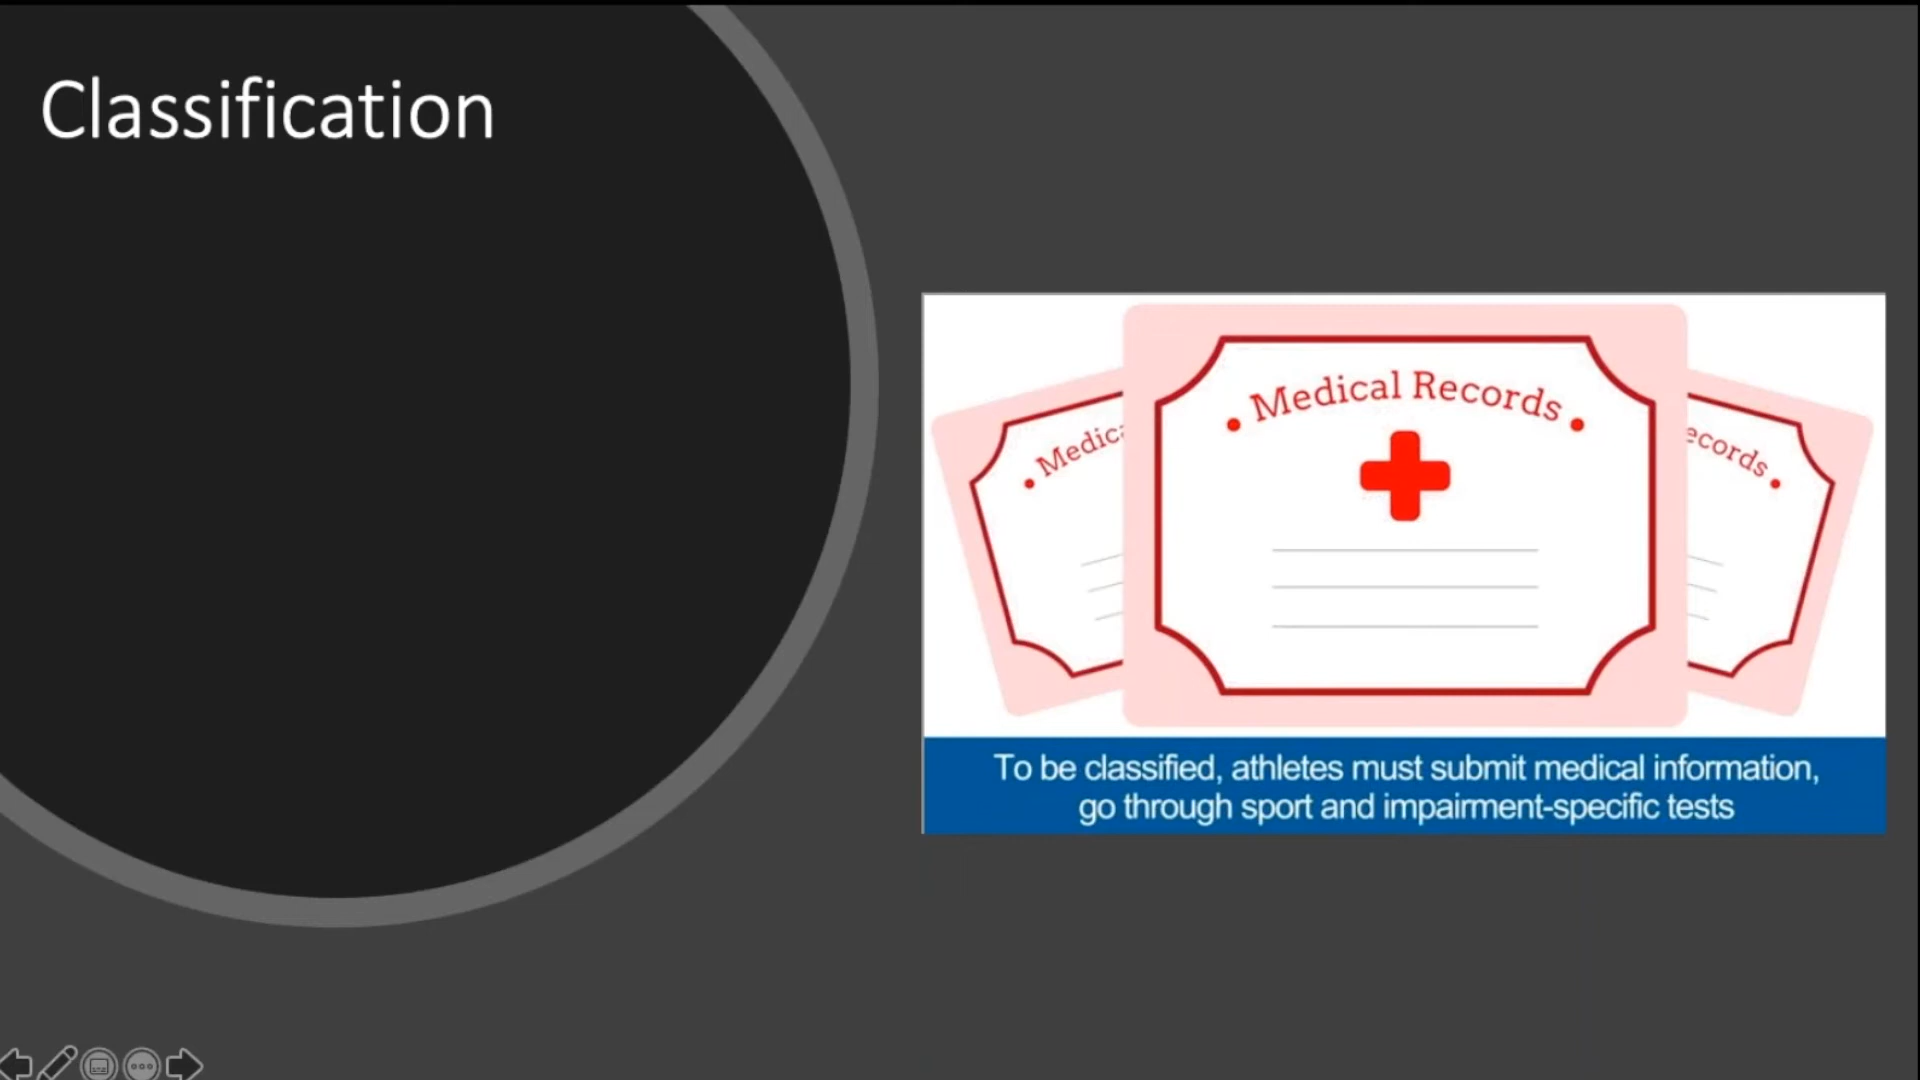 Classification
Medical Records
Medica
ecords
To be classified, athletes must submit medical information,
go through sport and impairment-specific tests